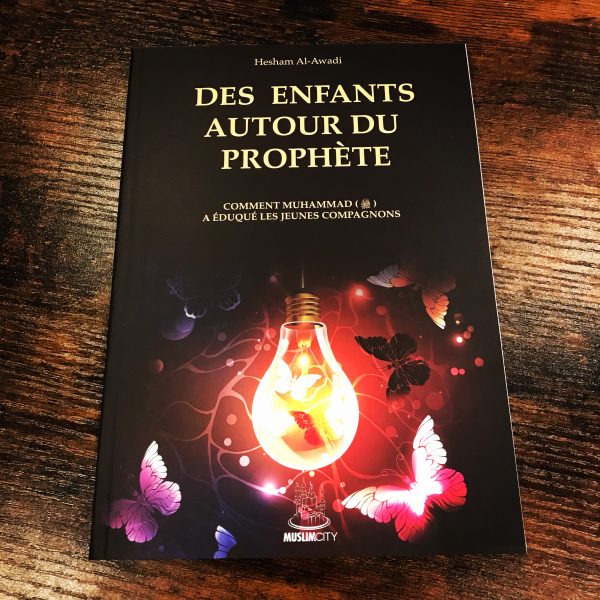 Hesham Al-Awadi
DES ENFANTS
AUTOUR DU
PROPHÈTE
COMMENT MUHAMMAD (ﷺ)
A ÉDUQUÉ LES JEUNES COMPAGNONS
MUSLIMCITY